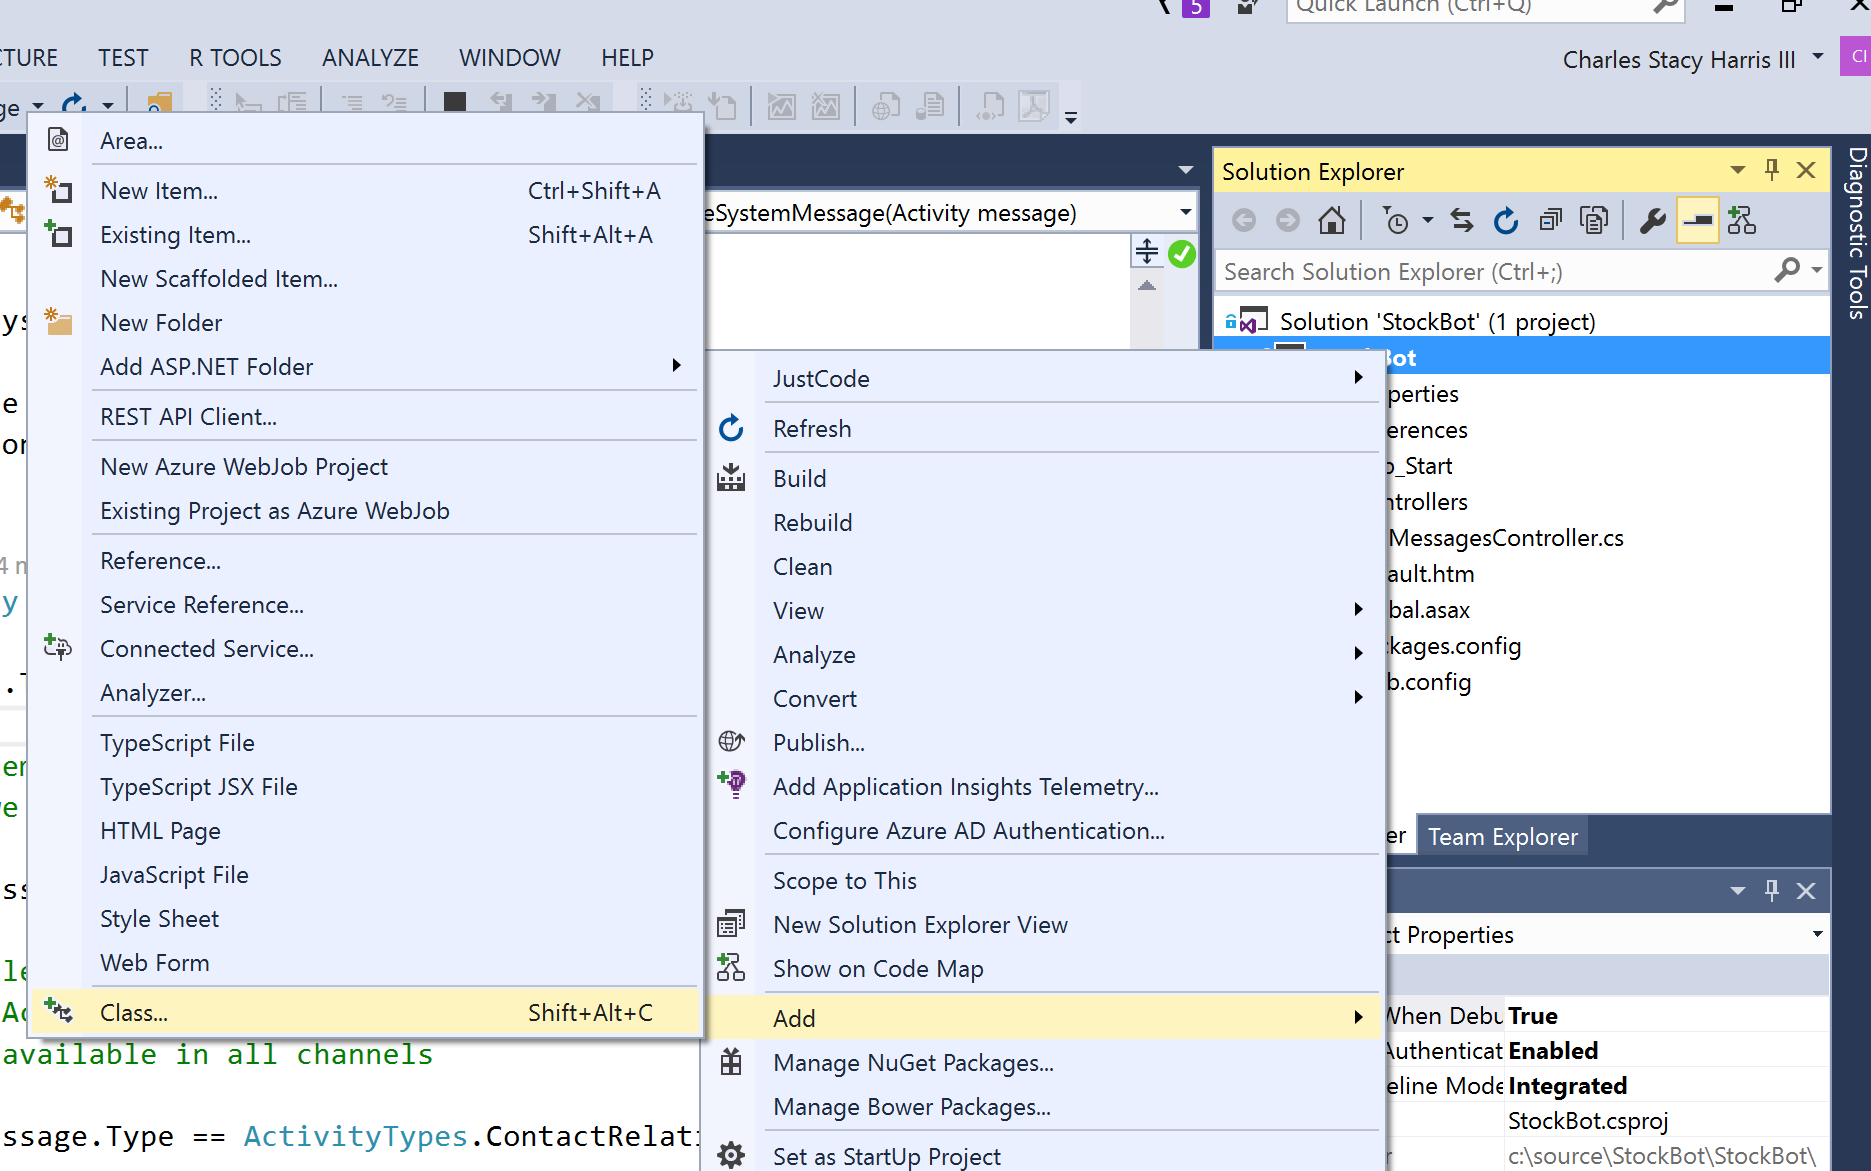 5
Quick Launch (Ctrl+Q)
TEST R TOOLS ANALYZE WINDOW HELP
Charles Stacy Harris III
Area...
New Item... Ctrl+Shift+A
Existing Item... Shift+Alt+A
New Scaffolded Item...
New Folder
Add ASP.NET Folder
REST API Client...
New Azure WebJob Project
Existing Project as Azure WebJob
Reference...
Service Reference...
Connected Service...
Analyzer...
TypeScript File
TypeScript JSX File
HTML Page
JavaScript File
Style Sheet
Web Form
Class... Shift+Alt+C
available in all channels
ssage.Type == ActivityTypes.ContactRelati
eSystemMessage(Activity message)
JustCode
Refresh
Build
Rebuild
Clean
View
Analyze
Convert
Publish...
Add Application Insights Telemetry...
Configure Azure AD Authentication...
Scope to This
New Solution Explorer View
Show on Code Map
Add
Manage NuGet Packages...
Manage Bower Packages...
Set as StartUp Project
Solution Explorer
Search Solution Explorer (Ctrl+;)
Solution 'StockBot' (1 project)
Bot
perties
erences
p_Start
ntrollers
MessagesController.cs
ault.htm
bal.asax
ckages.config
b.config
er Team Explorer
ct Properties
When Debu True
Authenticat Enabled
eline Mode Integrated
StockBot.csproj
c:\source\StockBot\StockBot\
Diagnostic Tools